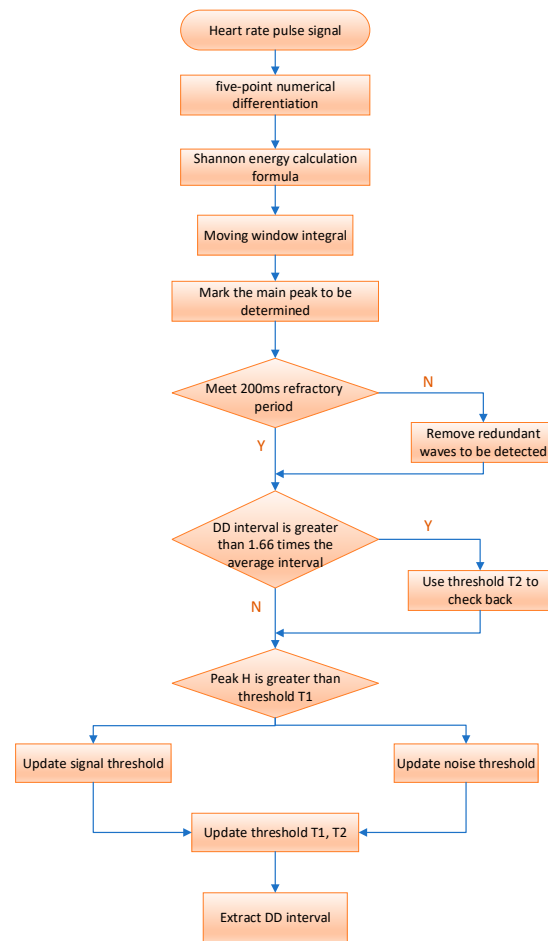 Heart rate pulse signal
five-point numerical
differentiation
Shannon energy calculation
formula
Moving window integral
Mark the main peak to be
determined
Meet 200ms refractory
period
N
Y
Remove redundant
waves to be detected
DD interval is greater
than 1.66 times the
average interval
Y
N
Use threshold T2 to
check back
Peak H is greater than
threshold T1
Update signal threshold
Update noise threshold
Update threshold T1, T2
Extract DD interval